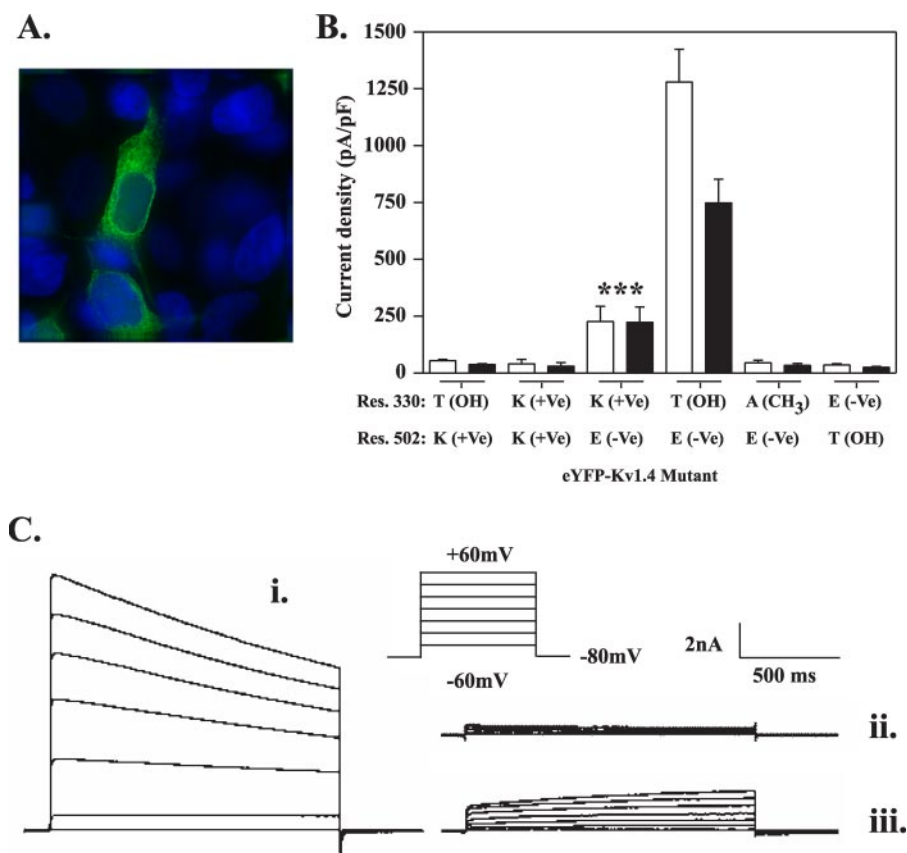 A.
B.
1500
1250
1000
750
500
250
0
Current density (pA/pF)
***
Res. 330: T (OH) K (+Ve) K (+Ve) T (OH) A (CH3) E (-Ve)
Res. 502: K (+Ve) K (+Ve) E (-Ve) E (-Ve) E (-Ve) T (OH)
eYFP-Kv1.4 Mutant
C.
i.
+60mV
-80mV
-60mV
2nA
500 ms
ii.
iii.